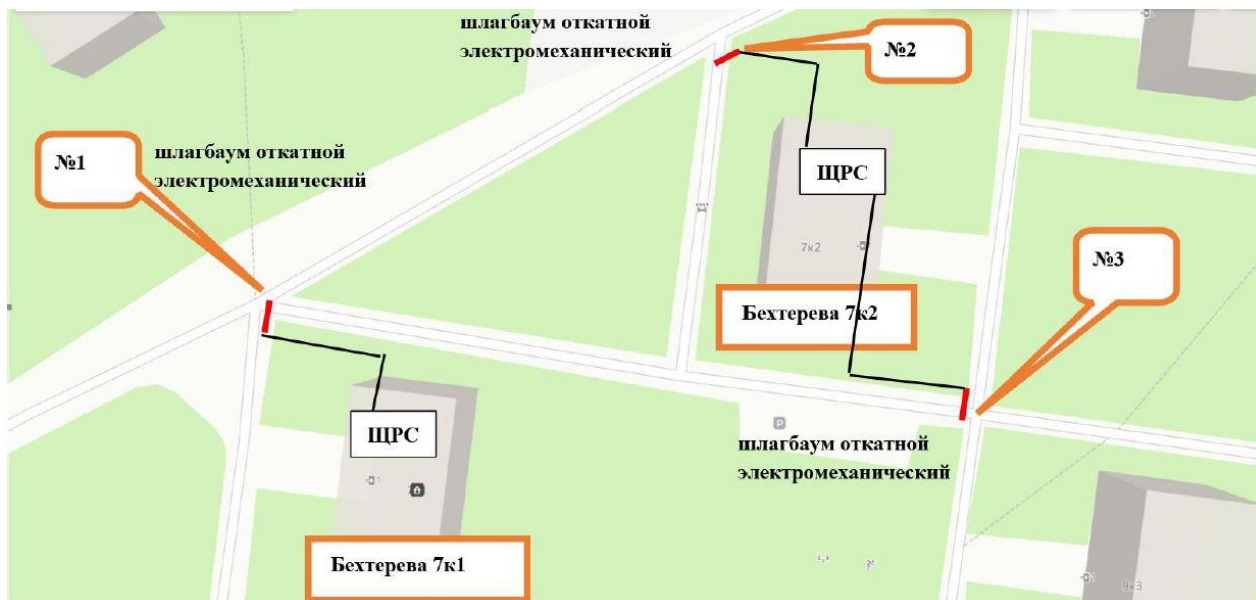 шлагбаум откатной
электромеханический
№2
№1
шлагбаум откатной
электромеханический
ЩРС
7к2
№3
Бехтерева 7к2
P
ЩРС
шлагбаум откатной
электромеханический
Бехтерева 7к1
9к3